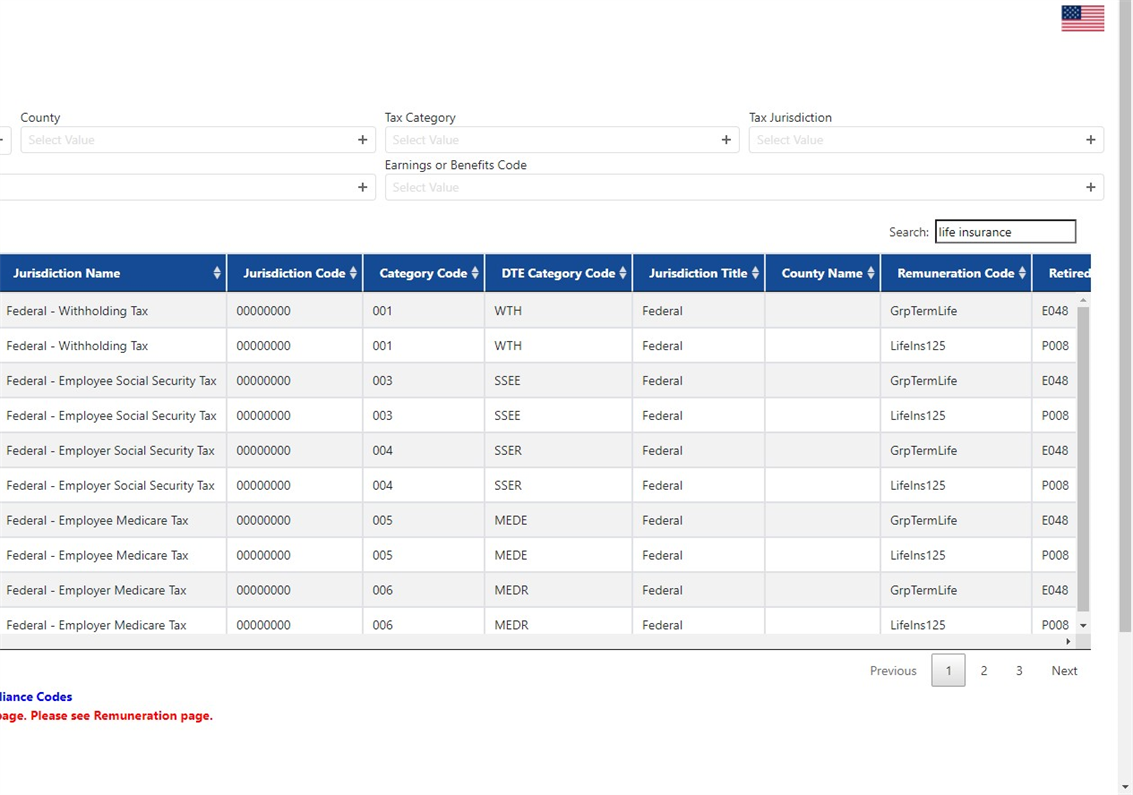 County Tax Category Tax Jurisdiction
Select Value + Select Value + Select Value +
Earnings or Benefits Code
+ Select Value +
Search: life insurance
Jurisdiction Name Jurisdiction Code Category Code DTE Category Code Jurisdiction Title County Name Remuneration Code Retired
Federal - Withholding Tax 00000000 001 WTH Federal GrpTermLife E048
Federal - Withholding Tax 00000000 001 WTH Federal LifeIns125 P008
Federal - Employee Social Security Tax 00000000 003 SSEE Federal GrpTermLife E048
Federal - Employee Social Security Tax 00000000 003 SSEE Federal LifeIns125 P008
Federal - Employer Social Security Tax 00000000 004 SSER Federal GrpTermLife E048
Federal - Employer Social Security Tax 00000000 004 SSER Federal LifeIns125 P008
Federal - Employee Medicare Tax 00000000 005 MEDE Federal GrpTermLife E048
Federal - Employee Medicare Tax 00000000 005 MEDE Federal LifeIns125 P008
Federal - Employer Medicare Tax 00000000 006 MEDR Federal GrpTermLife E048
Federal - Employer Medicare Tax 00000000 006 MEDR Federal LifeIns125 P008
Previous 1 2 3 Next
liance Codes
page. Please see Remuneration page.